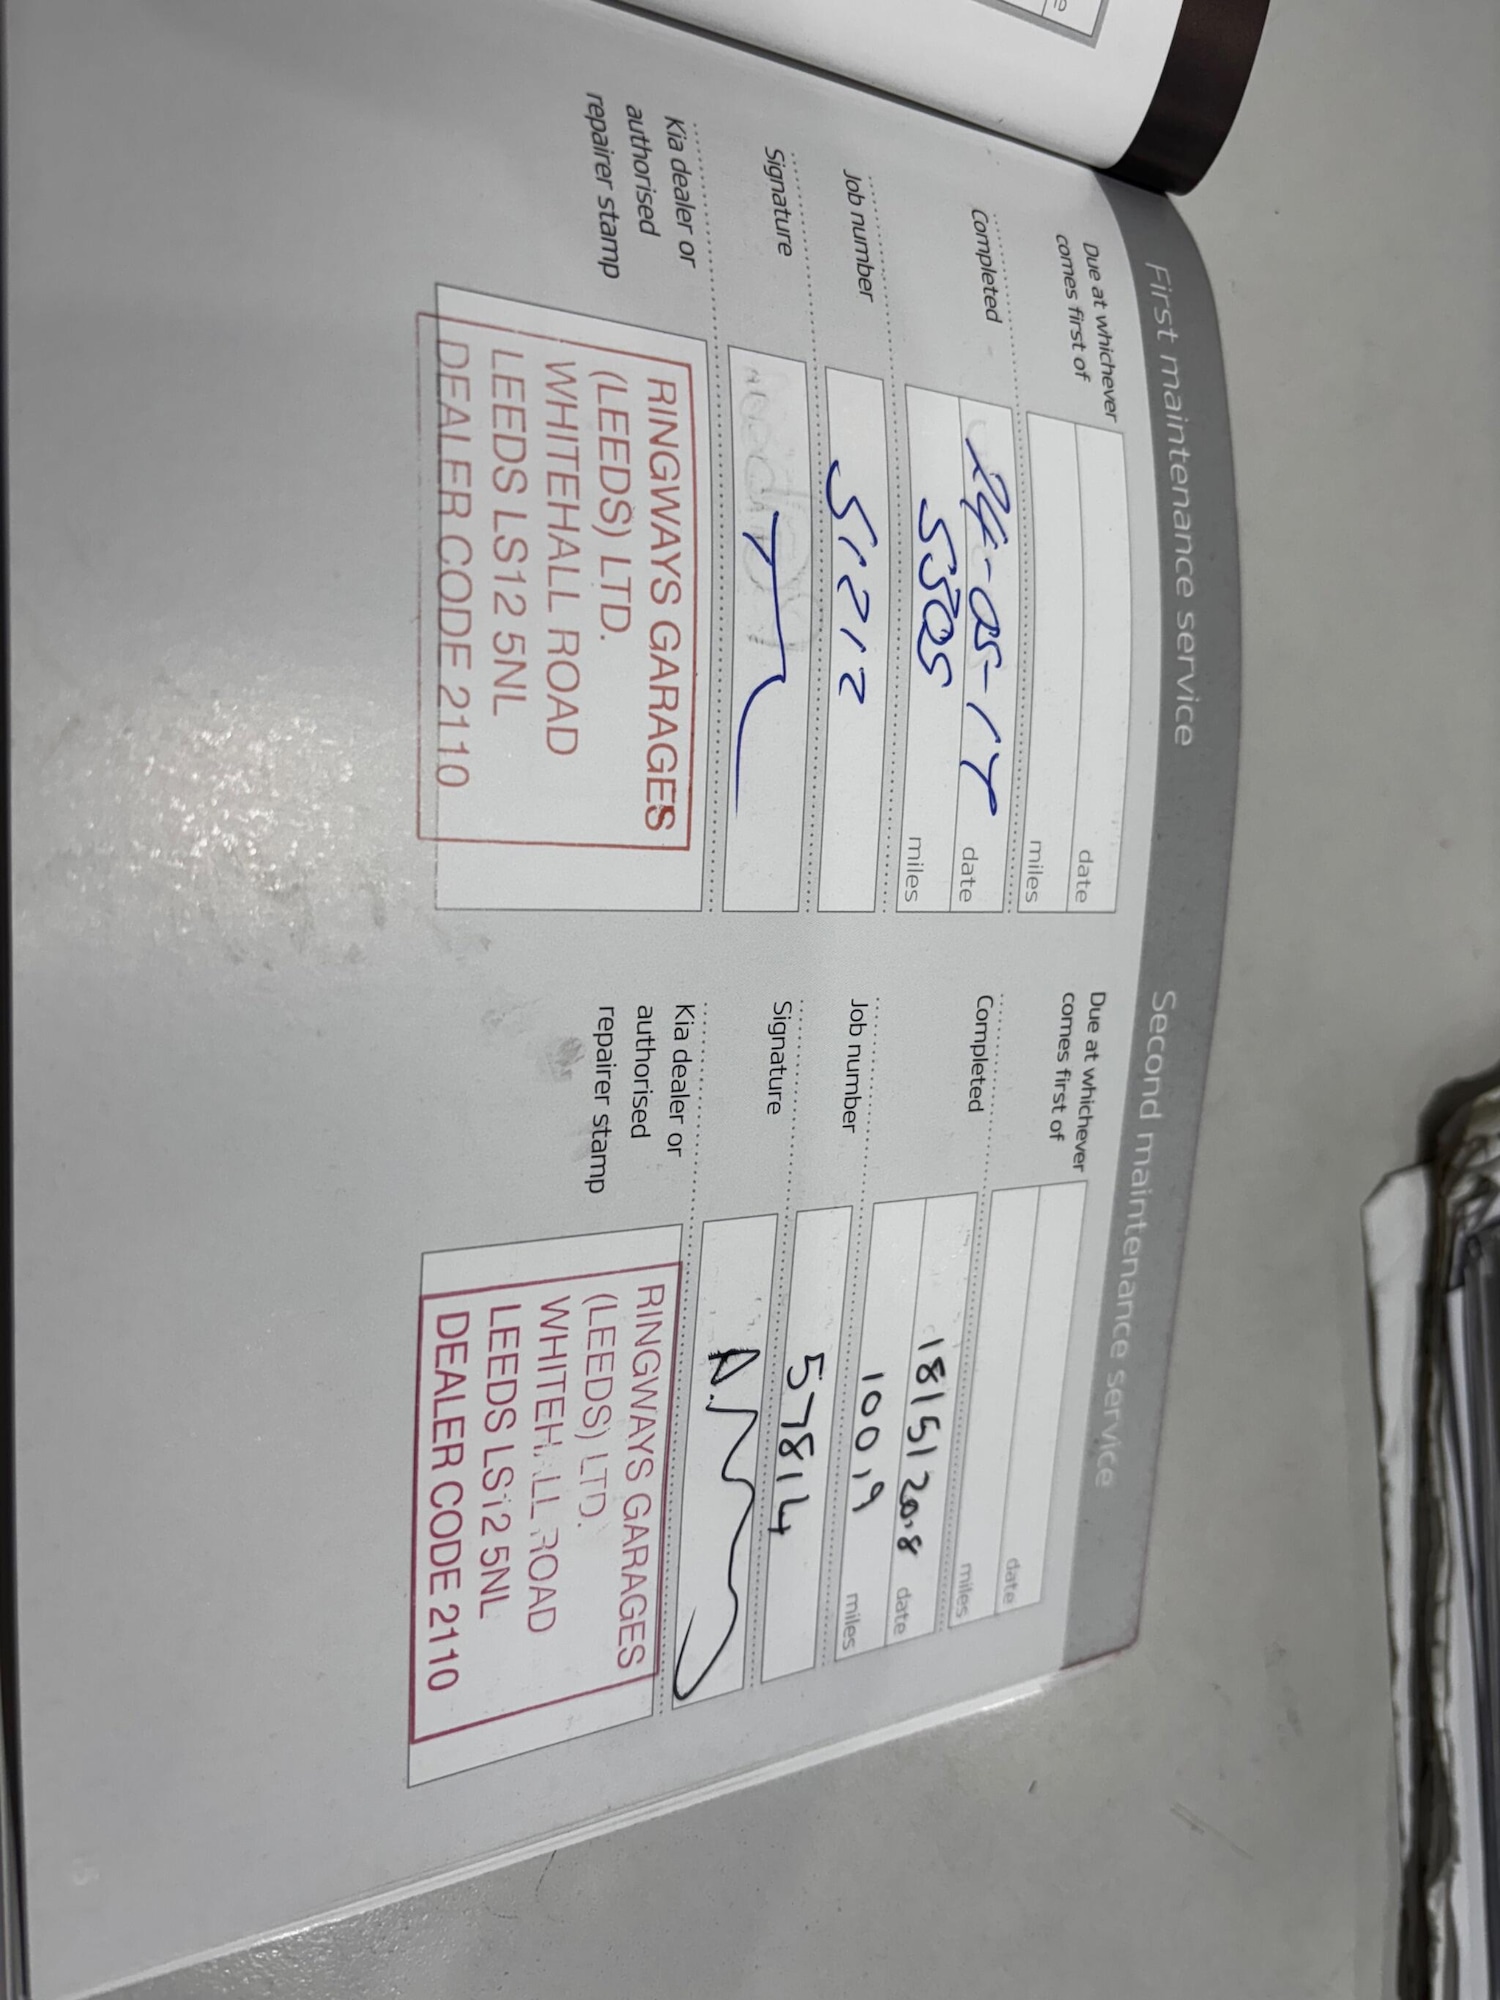 First maintenance service
Due at whichever
comes first of
date
miles
Completed
24-05-17 date
5505 miles
Job number
51212
Signature
Kia dealer or
authorised
repairer stamp
RINGWAYS GARAGES
(LEEDS) LTD.
WHITEHALL ROAD
LEEDS LS12 5NL
DEALER CODE 2110
Second maintenance service
Due at whichever
comes first of
date
miles
Completed
18/5/2018 date
10019 miles
Job number
57814
Signature
Kia dealer or
authorised
repairer stamp
RINGWAYS GARAGES
(LEEDS) LTD.
WHITEHALL ROAD
LEEDS LS12 5NL
DEALER CODE 2110